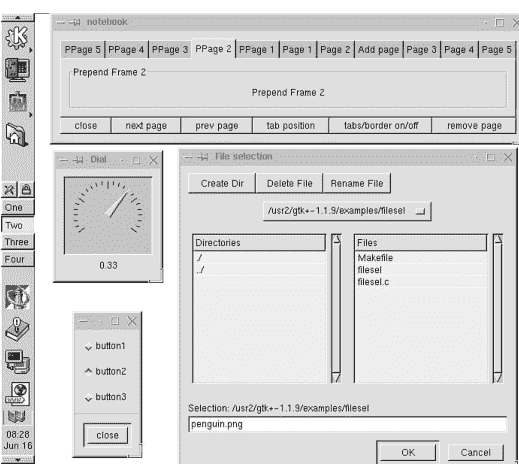 notebook
PPage 5 PPage 4 PPage 3 PPage 2 PPage 1 Page 1 Page 2 Add page Page 3 Page 4 Page 5
Prepend Frame 2
Prepend Frame 2
close next page prev page tab position tabs/border on/off remove page
Dial
0.33
File selection
Create Dir Delete File Rename File
/usr2/gtk+-1.1.9/examples/filesel
Directories
./
../
Files
Makefile
filesel
filesel.c
Selection: /usr2/gtk+-1.1.9/examples/filesel
penguin.png
OK Cancel
button1
button2
button3
close
One
Two
Three
Four
08:28
Jun 16